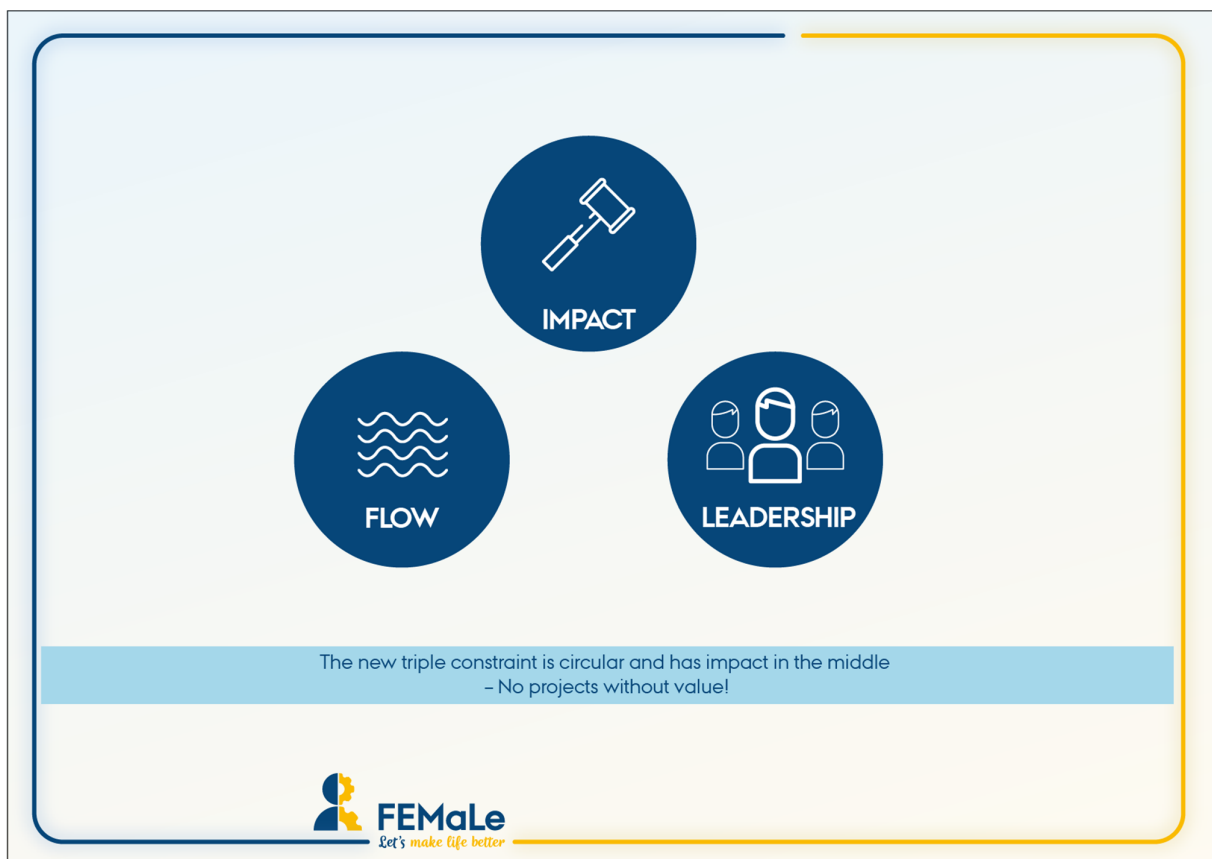 IMPACT
FLOW
LEADERSHIP
The new triple constraint is circular and has impact in the middle
– No projects without value!
FEMaLe
Let's make life better